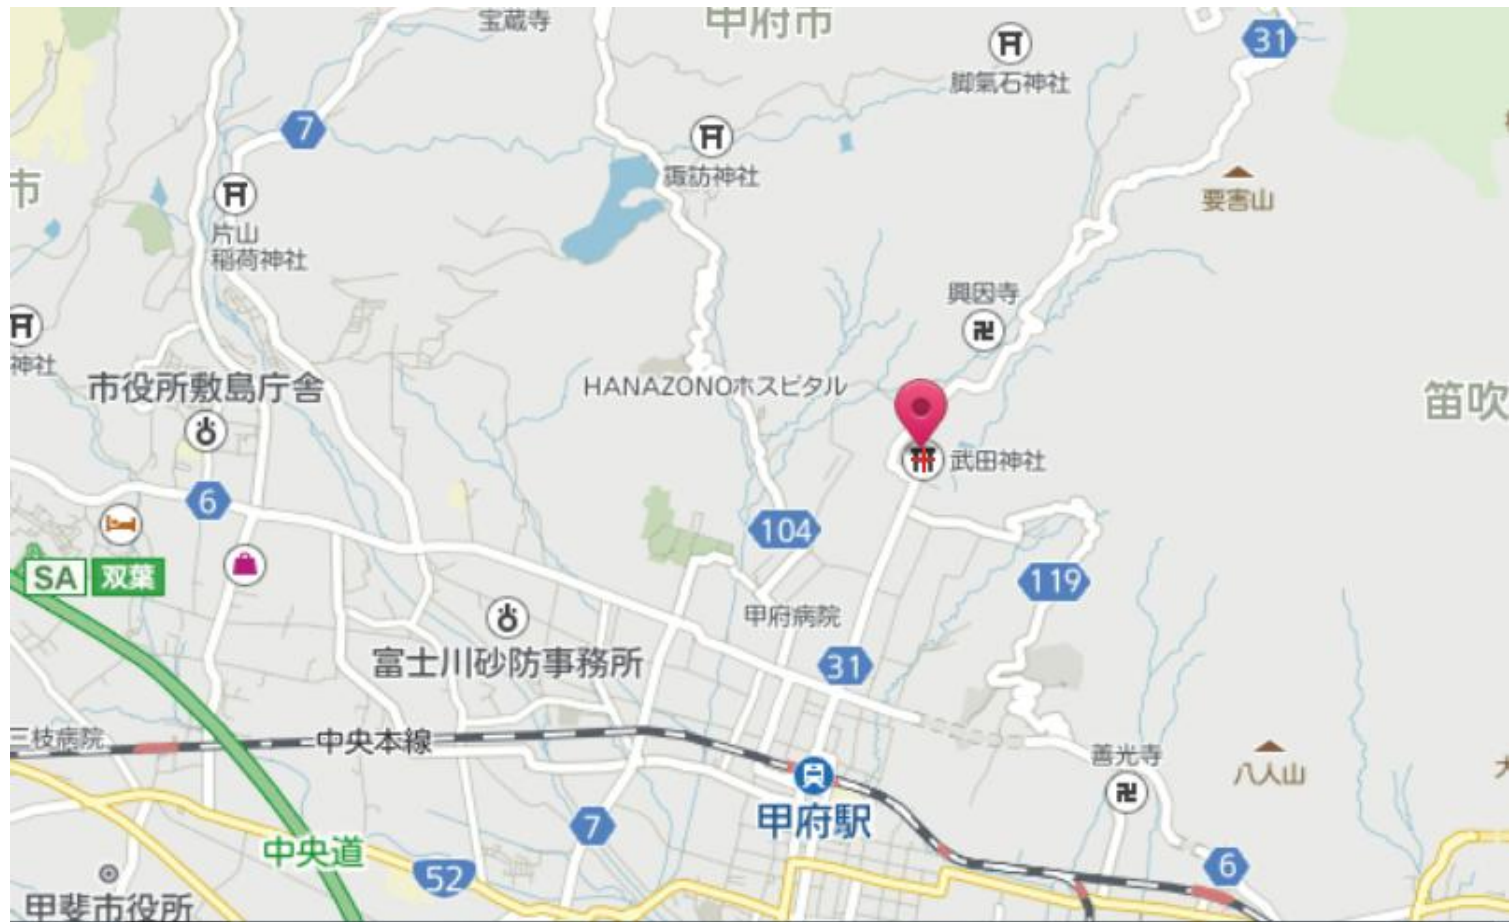 宝蔵寺
甲府市
31
脚氣石神社
7
諏訪神社
市
要害山
片山
稲荷神社
興因寺
神社
市役所敷島庁舎
HANAZONOホスピタル
笛吹
武田神社
6
104
SA 双葉
119
甲府病院
富士川砂防事務所
31
三枝病院
中央本線
善光寺
八人山
甲府駅
7
中央道
52
6
甲斐市役所